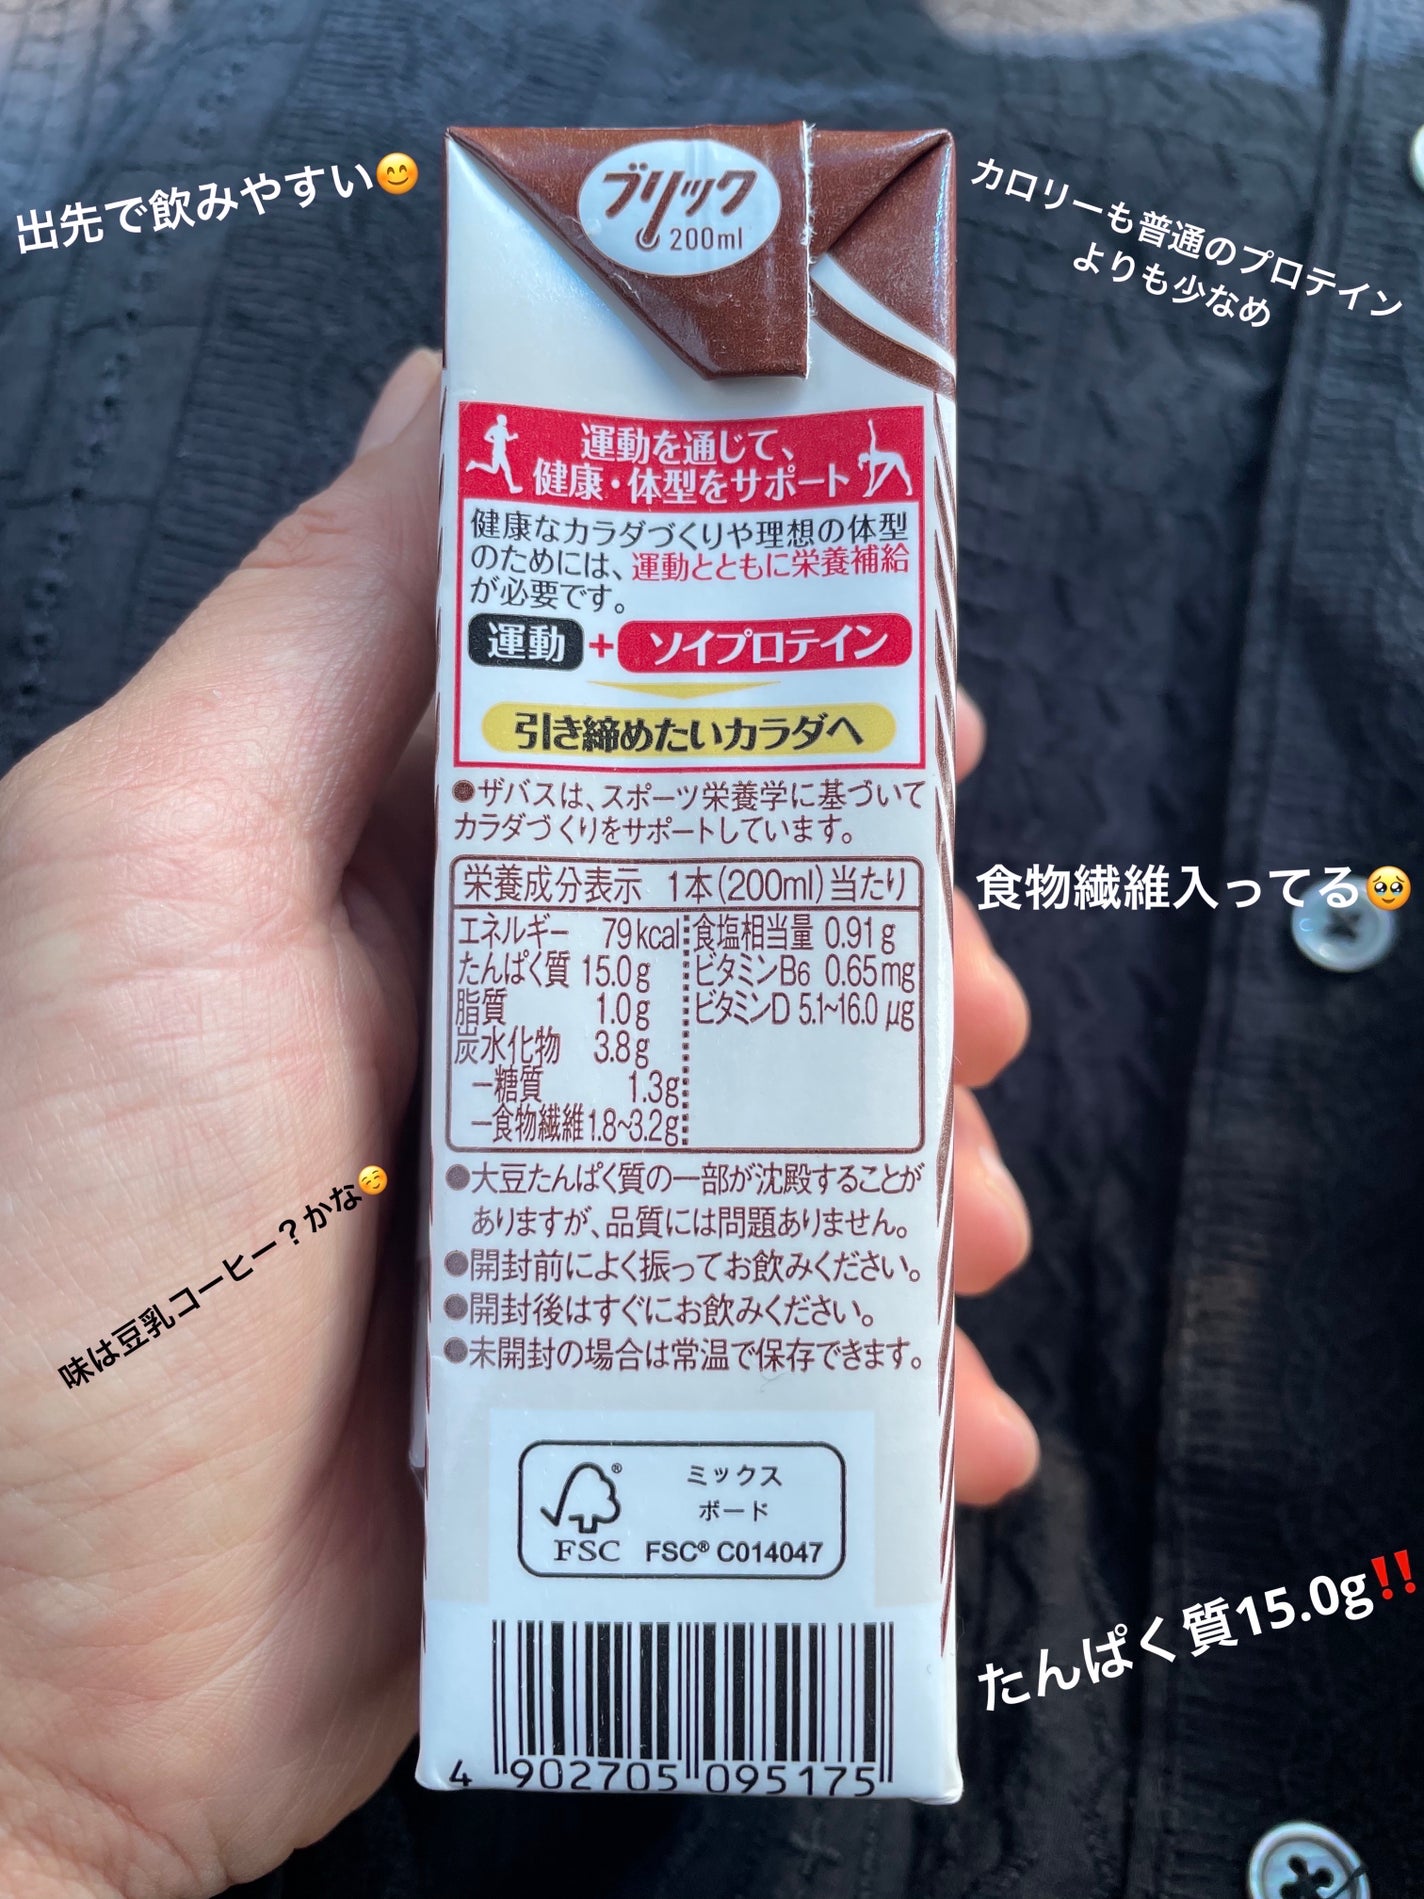 ブリック
200ml
出先で飲みやすい😊
カロリーも普通のプロテイン
よりも少なめ
運動を通じて、
健康・体型をサポート
健康なカラダづくりや理想の体型
のためには、運動とともに栄養補給
が必要です。
運動+ソイプロテイン
引き締めたいカラダへ
●ザバスは、スポーツ栄養学に基づいて
カラダづくりをサポートしています。
栄養成分表示 1本(200ml)当たり
エネルギー 79kcal 食塩相当量 0.91g
たんぱく質 15.0g ビタミンB6 0.65mg
脂質 1.0g ビタミンD 5.1~16.0μg
炭水化物 3.8g
ー糖質 1.3g
ー食物繊維 1.8~3.2g
食物繊維入ってる🥹
●大豆たんぱく質の一部が沈殿することが
ありますが、品質には問題ありません。
●開封前によく振ってお飲みください。
●開封後はすぐにお飲みください。
●未開封の場合は常温で保存できます。
味は豆乳コーヒー?かな☺️
ミックス
ボード
FSC® C014047
FSC
たんぱく質15.0g‼️
4 902705 095175